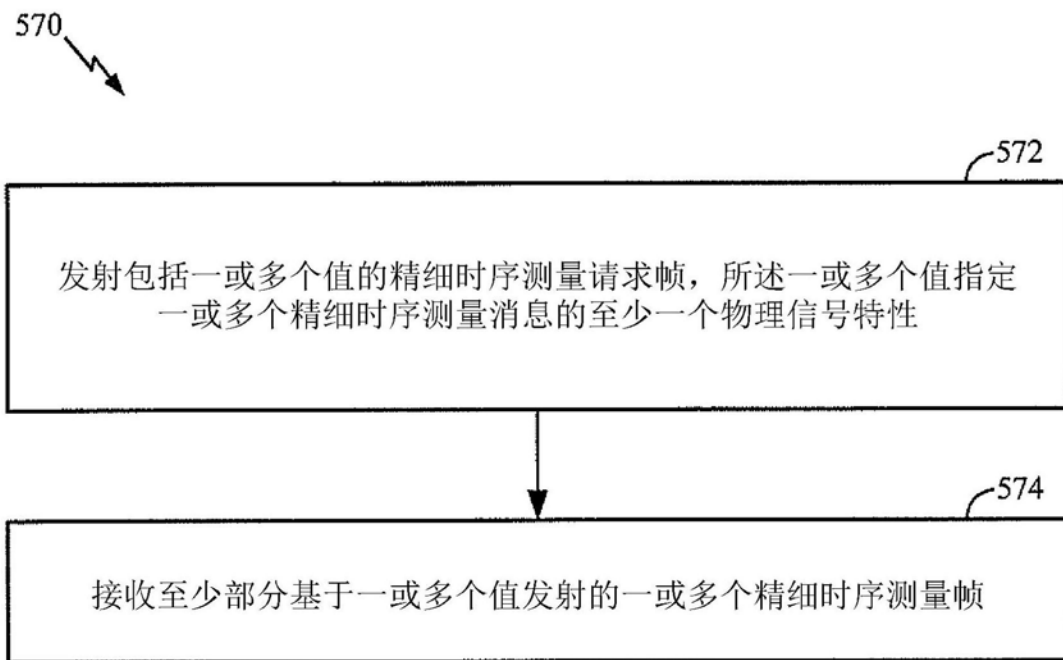 570
572
发射包括一或多个值的精细时序测量请求帧，所述一或多个值指定
一或多个精细时序测量消息的至少一个物理信号特性
574
接收至少部分基于一或多个值发射的一或多个精细时序测量帧